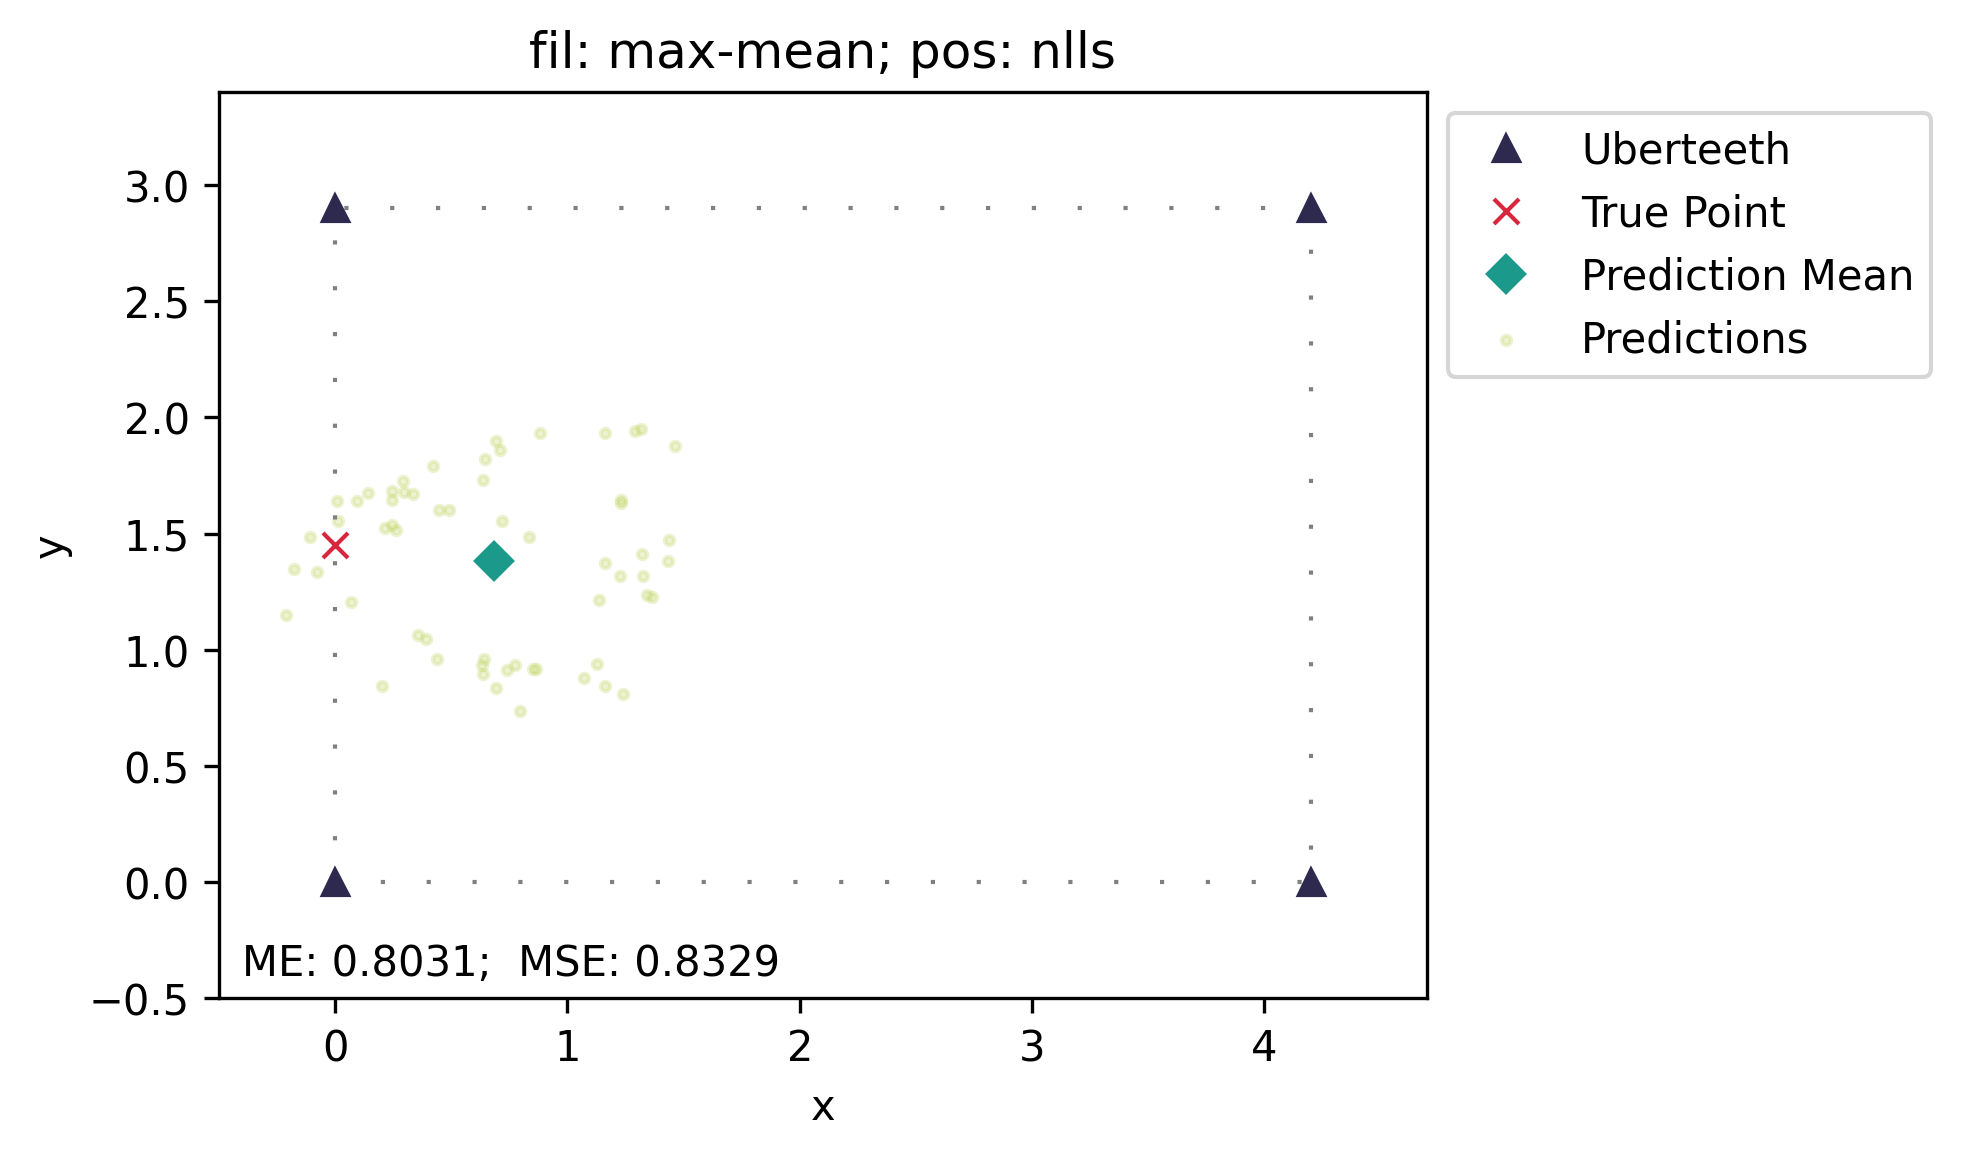 fil: max-mean; pos: nlls
Uberteeth
True Point
Prediction Mean
Predictions
3.0
2.5
2.0
1.5
1.0
0.5
0.0
−0.5
y
ME: 0.8031;  MSE: 0.8329
0 1 2 3 4
x